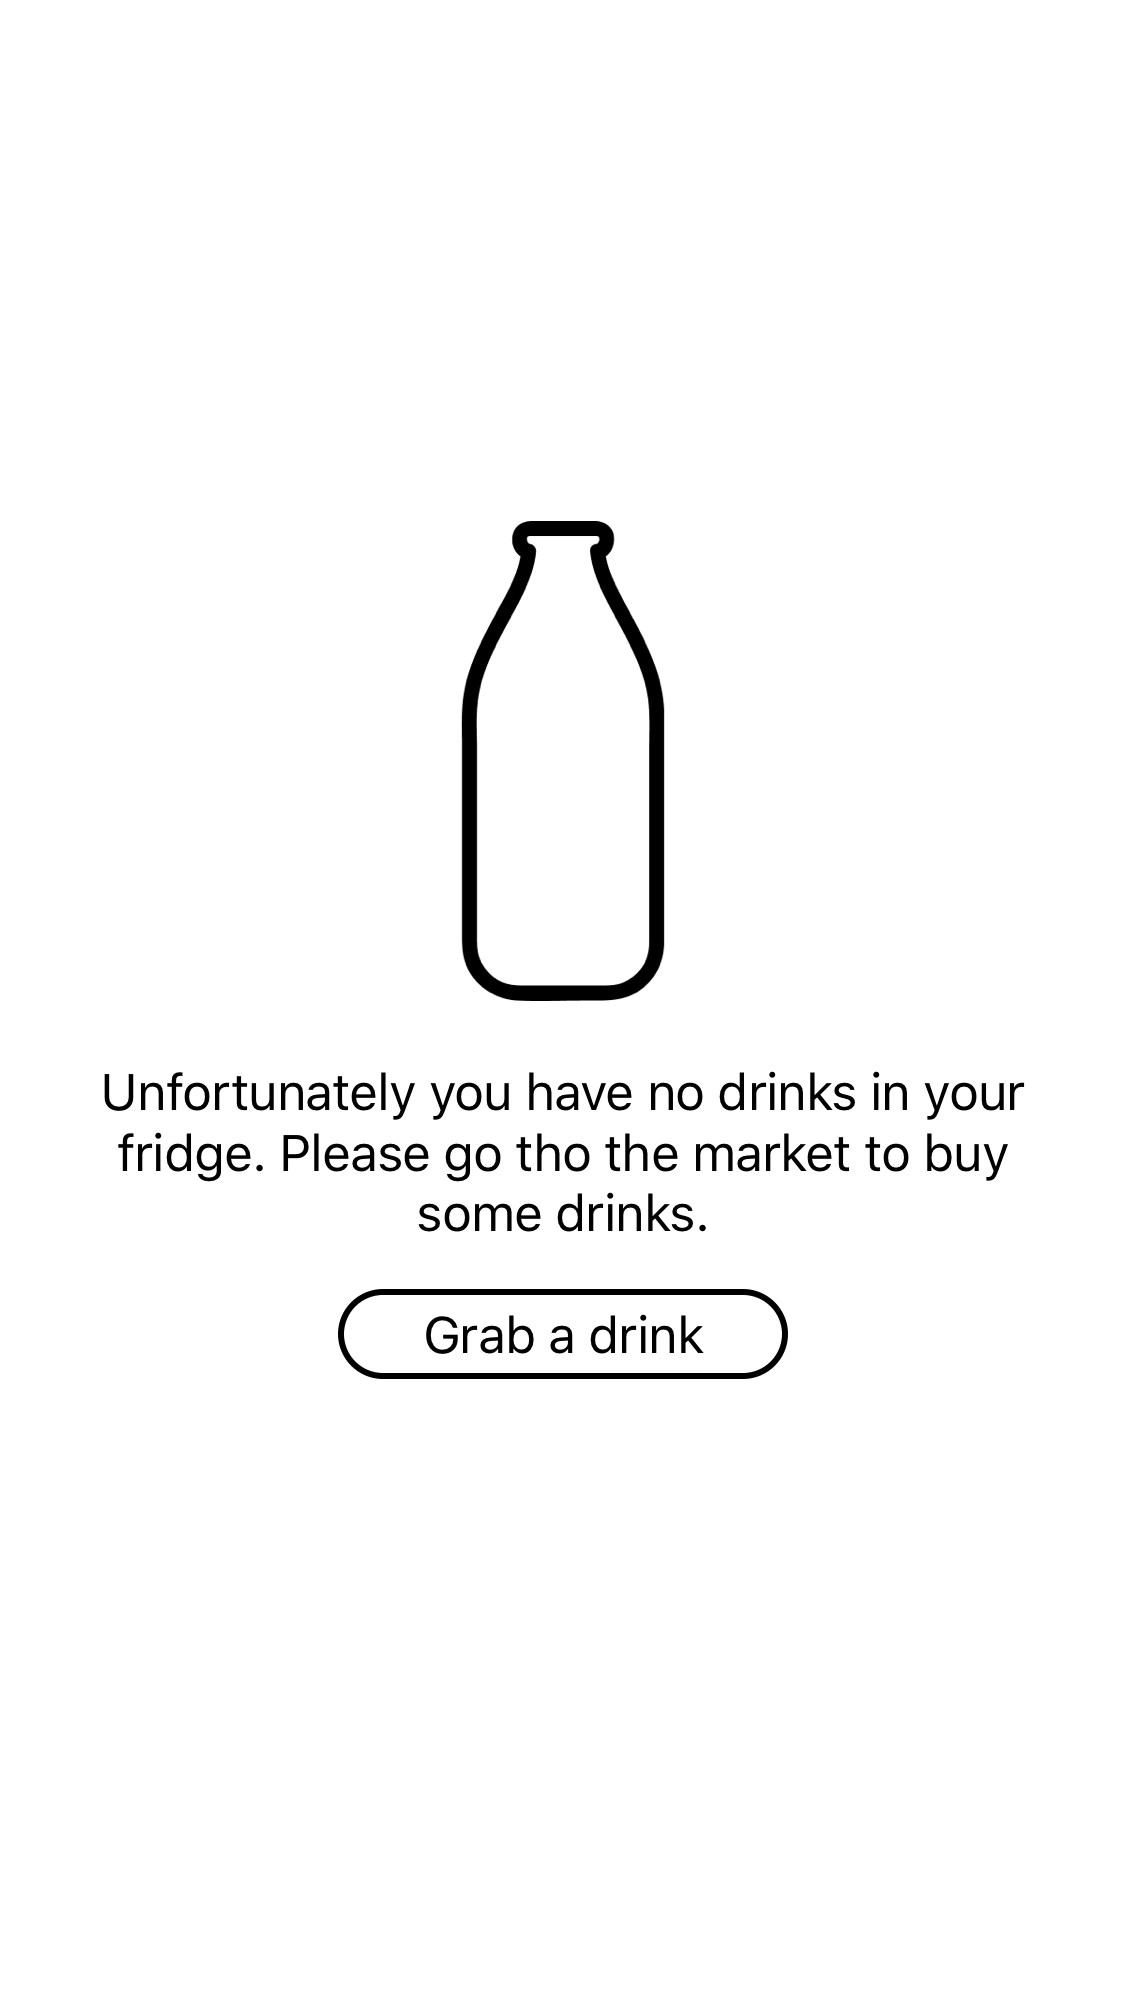 Unfortunately you have no drinks in your
fridge. Please go tho the market to buy
some drinks.
Grab a drink